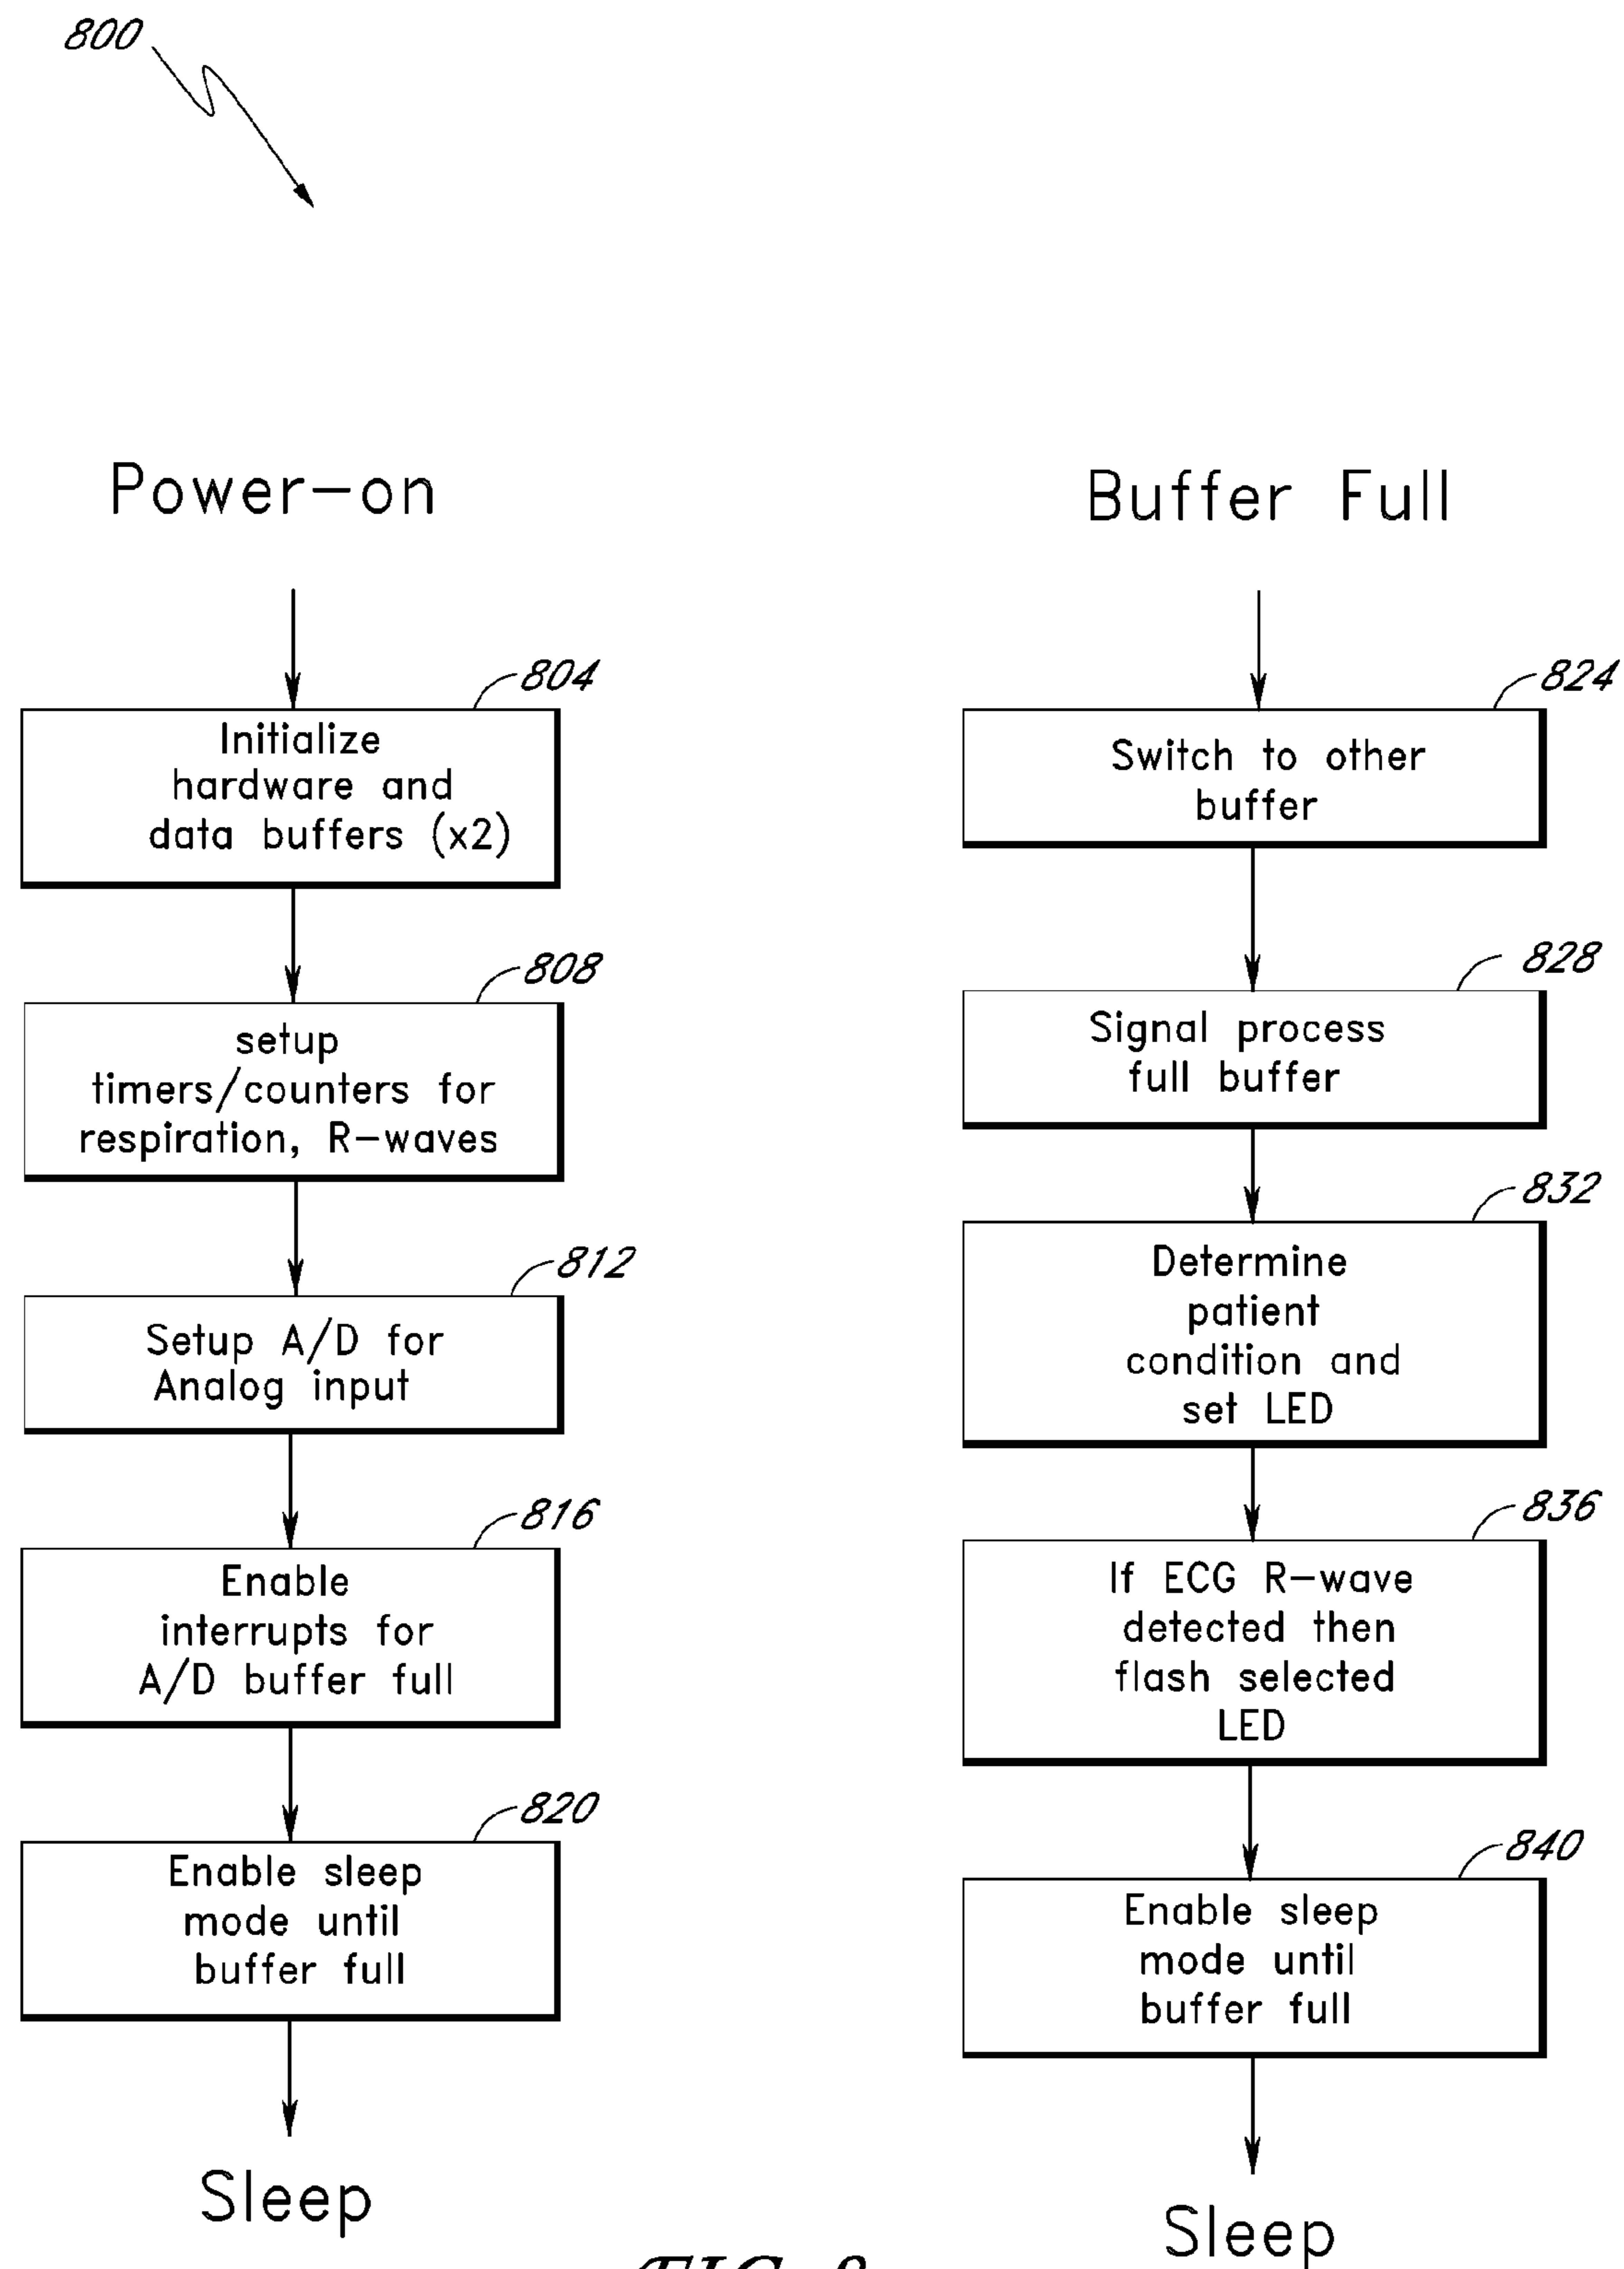 800
Power-on
804
Initialize
hardware and
data buffers (x2)
808
setup
timers/counters for
respiration, R-waves
812
Setup A/D for
Analog input
816
Enable
interrupts for
A/D buffer full
820
Enable sleep
mode until
buffer full
Sleep
Buffer Full
824
Switch to other
buffer
828
Signal process
full buffer
832
Determine
patient
condition and
set LED
836
If ECG R-wave
detected then
flash selected
LED
840
Enable sleep
mode until
buffer full
Sleep